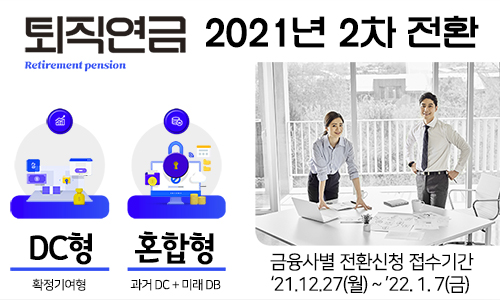 퇴직연금 2021년 2차 전환
Retirement pension
DC형
확정기여형
혼합형
과거 DC + 미래 DB
금융사별 전환신청 접수기간
‘21.12.27(월) ~ ’22. 1. 7(금)